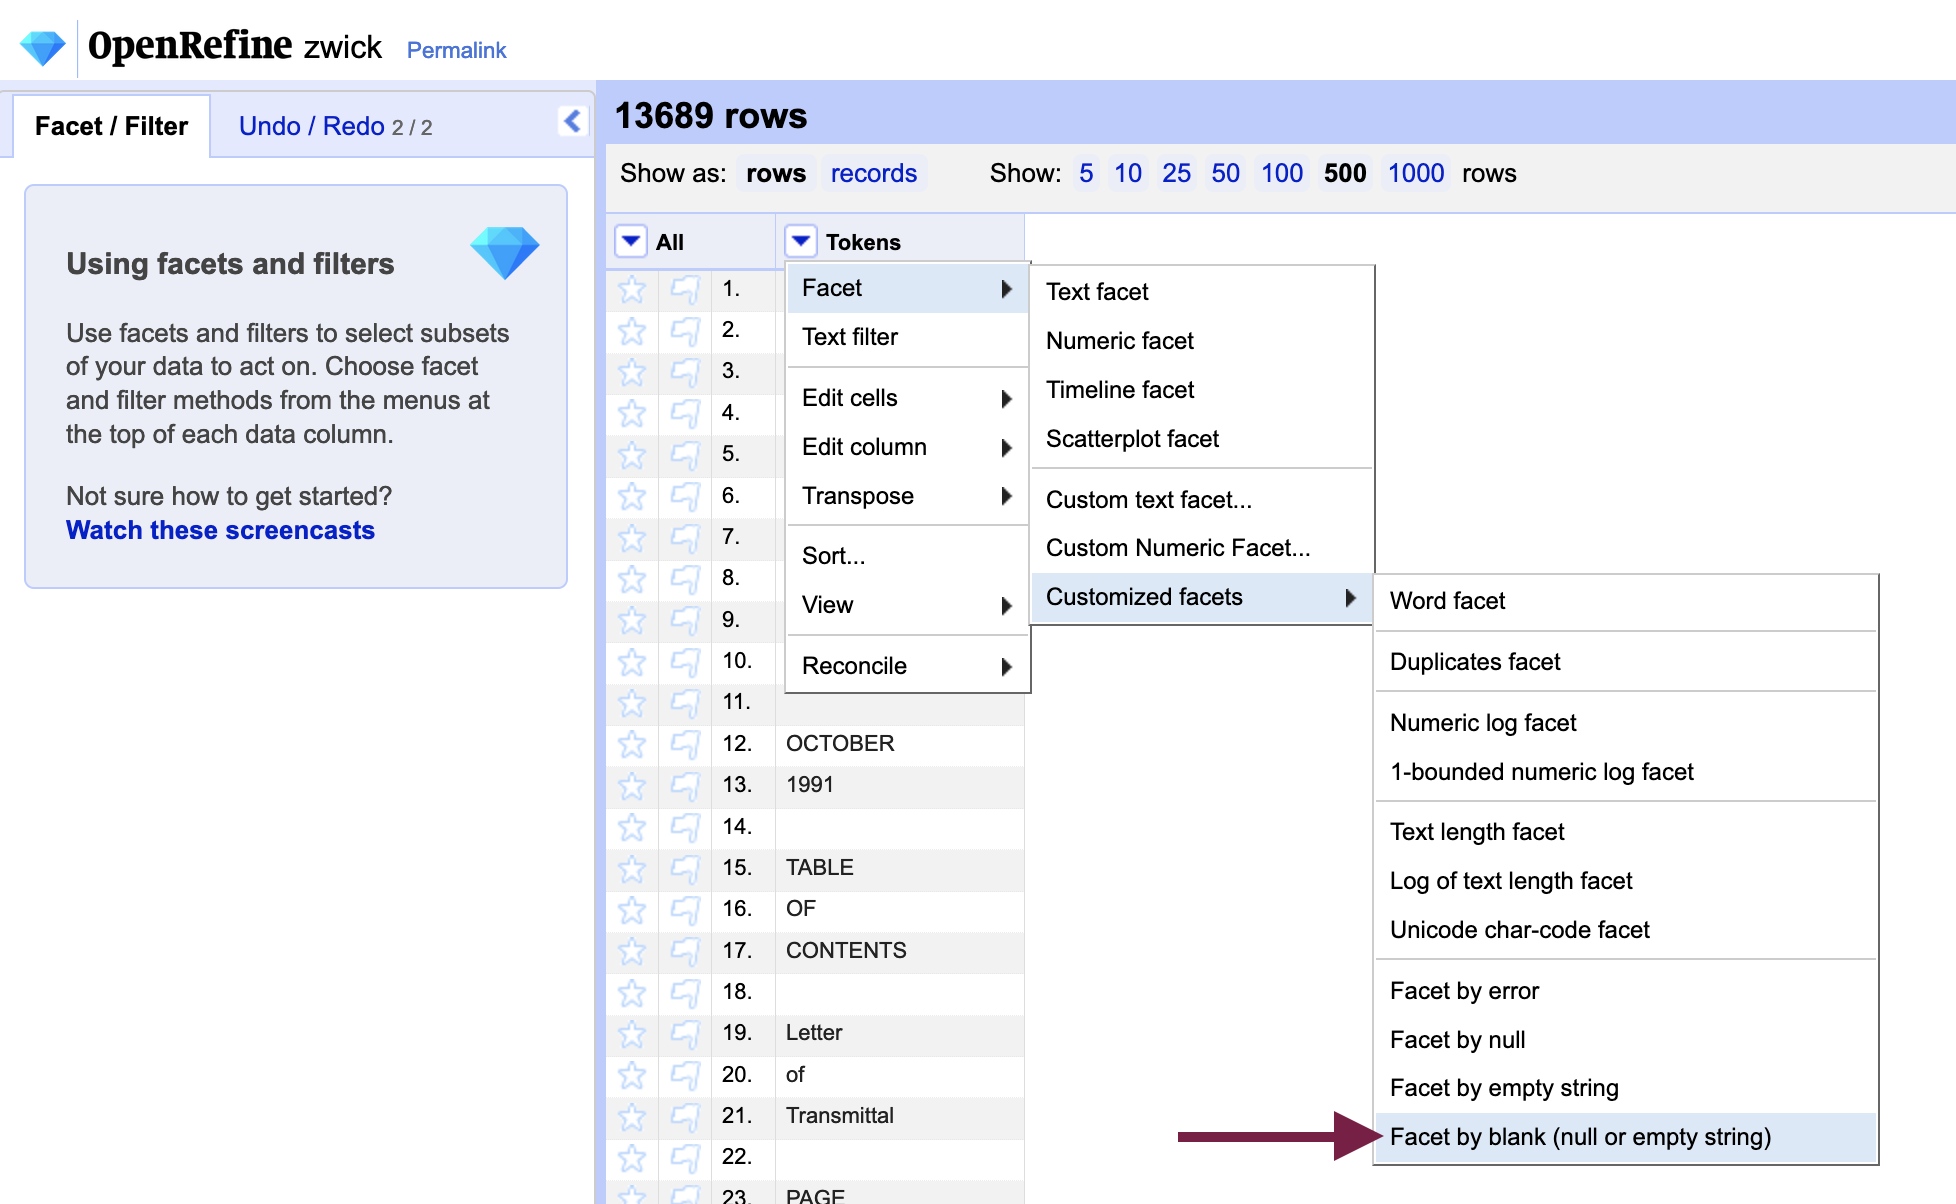 OpenRefine zwick Permalink
Facet / Filter
Undo / Redo 2 / 2
Using facets and filters
Use facets and filters to select subsets
of your data to act on. Choose facet
and filter methods from the menus at
the top of each data column.
Not sure how to get started?
Watch these screencasts
13689 rows
Show as: rows records Show: 5 10 25 50 100 500 1000 rows
All Tokens
1.
2.
3.
4.
5.
6.
7.
8.
9.
10.
11.
12. OCTOBER
13. 1991
14.
15. TABLE
16. OF
17. CONTENTS
18.
19. Letter
20. of
21. Transmittal
22.
23. PAGE
Facet
Text filter
Edit cells
Edit column
Transpose
Sort...
View
Reconcile
Text facet
Numeric facet
Timeline facet
Scatterplot facet
Custom text facet...
Custom Numeric Facet...
Customized facets
Word facet
Duplicates facet
Numeric log facet
1-bounded numeric log facet
Text length facet
Log of text length facet
Unicode char-code facet
Facet by error
Facet by null
Facet by empty string
Facet by blank (null or empty string)